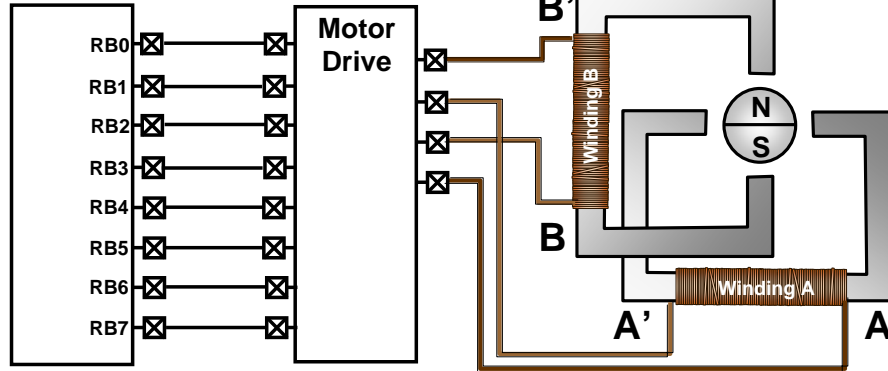 RB0
RB1
RB2
RB3
RB4
RB5
RB6
RB7
Motor
Drive
B'
Winding B
B
N
S
Winding A
A'
A